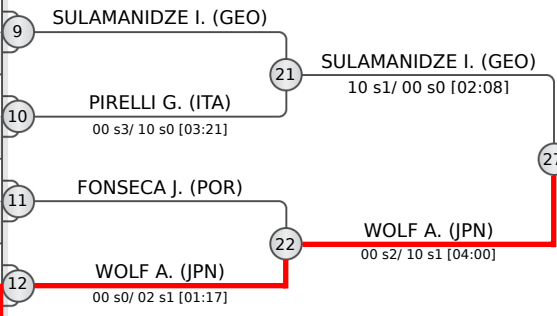 SULAMANIDZE I. (GEO)
9
21
SULAMANIDZE I. (GEO)
10 s1/ 00 s0 [02:08]
PIRELLI G. (ITA)
10
00 s3/ 10 s0 [03:21]
27
FONSECA J. (POR)
11
22
WOLF A. (JPN)
00 s2/ 10 s1 [04:00]
WOLF A. (JPN)
12
00 s0/ 02 s1 [01:17]